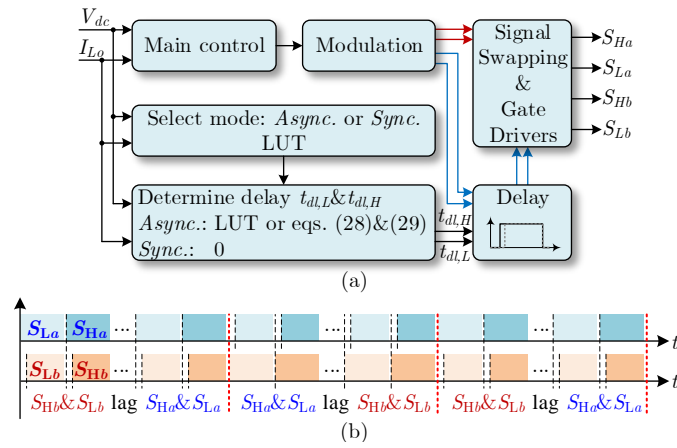 V_dc
I_Lo
Main control
Modulation
Signal
Swapping
&
Gate
Drivers
S_Ha
S_La
S_Hb
S_Lb
Select mode: Async. or Sync.
LUT
Determine delay t_dl,L&t_dl,H
Async.: LUT or eqs. (28)&(29)
Sync.: 0
t_dl,H
t_dl,L
Delay
(a)
S_La S_Ha ... ... ... t
S_Lb S_Hb ... ... ... t
S_Hb&S_Lb lag S_Ha&S_La S_Ha&S_La lag S_Hb&S_Lb S_Hb&S_Lb lag S_Ha&S_La
(b)